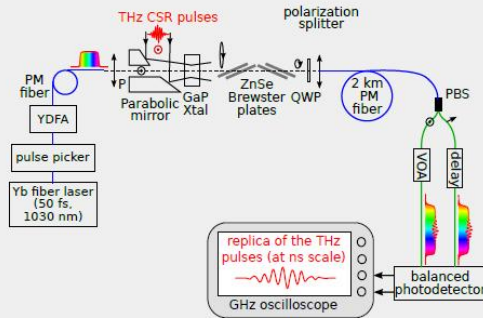 THz CSR pulses
polarization
splitter
PM
fiber
P
Parabolic
mirror
GaP
Xtal
ZnSe
Brewster
plates
QWP
2 km
PM
fiber
PBS
YDFA
pulse picker
Yb fiber laser
(50 fs,
1030 nm)
VOA
delay
replica of the THz
pulses (at ns scale)
GHz oscilloscope
balanced
photodetector